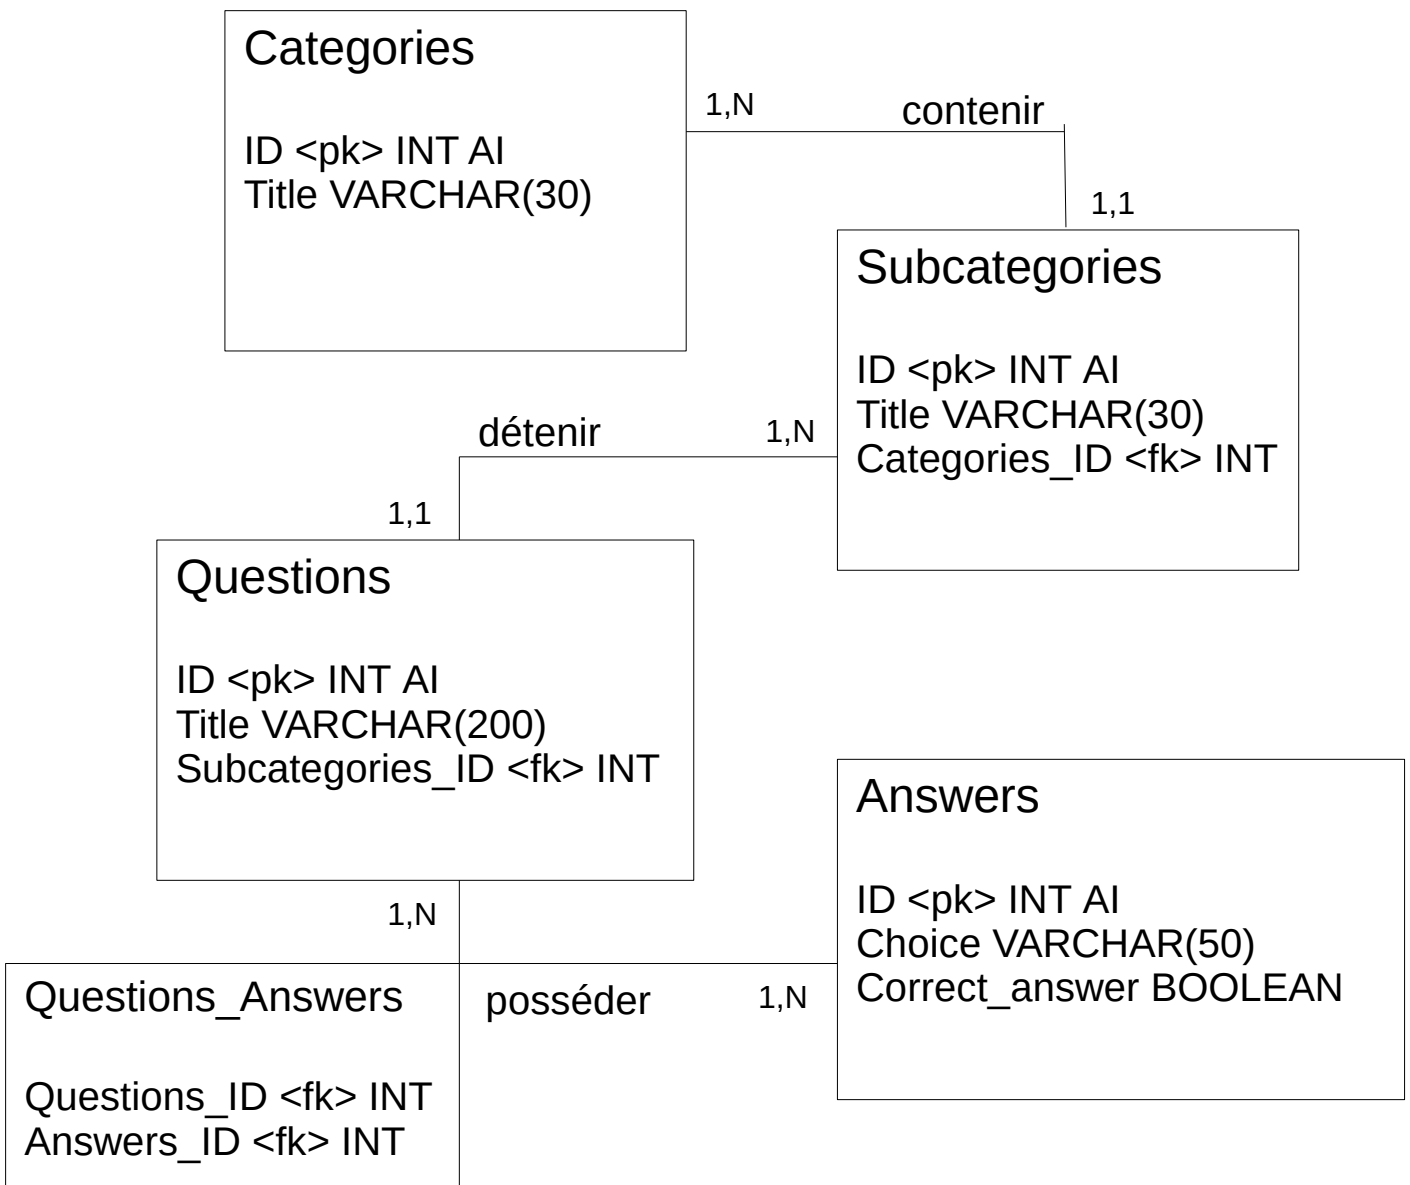 Categories
ID <pk> INT AI
Title VARCHAR(30)
1,N
contenir
1,1
Subcategories
ID <pk> INT AI
Title VARCHAR(30)
Categories_ID <fk> INT
détenir
1,N
1,1
Questions
ID <pk> INT AI
Title VARCHAR(200)
Subcategories_ID <fk> INT
Answers
ID <pk> INT AI
Choice VARCHAR(50)
Correct_answer BOOLEAN
1,N
Questions_Answers
Questions_ID <fk> INT
Answers_ID <fk> INT
posséder
1,N